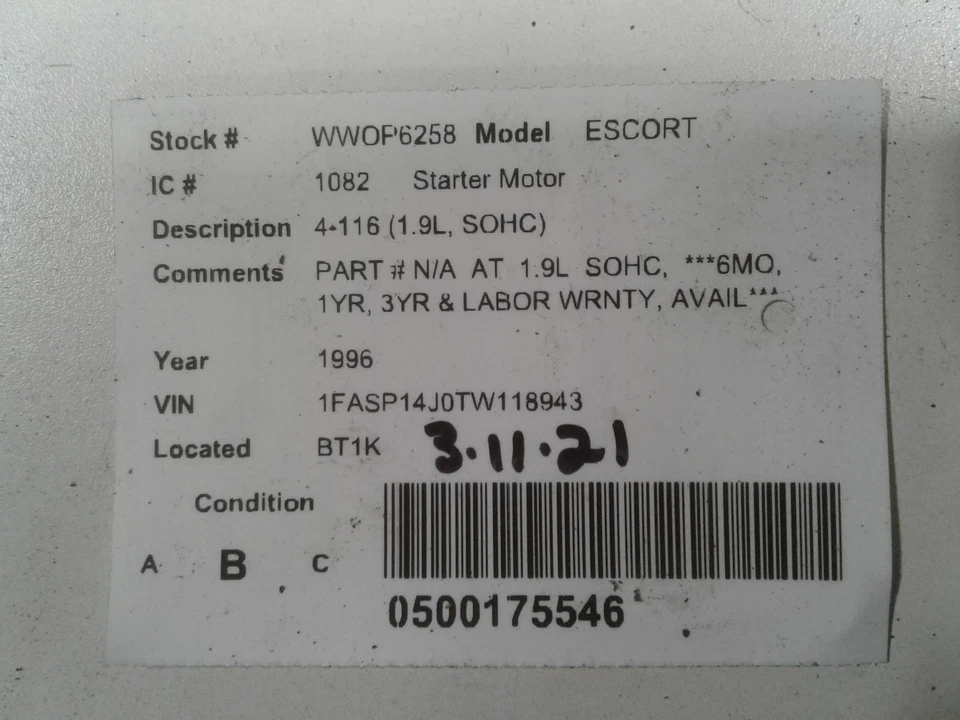 Stock # WWOP6258 Model ESCORT
IC # 1082 Starter Motor
Description 4-116 (1.9L, SOHC)
Comments PART # N/A AT 1.9L SOHC, ***6MO,
1YR, 3YR & LABOR WRNTY, AVAIL***
Year 1996
VIN 1FASP14J0TW118943
Located BT1K 3.11.21
Condition
A B C
0500175546